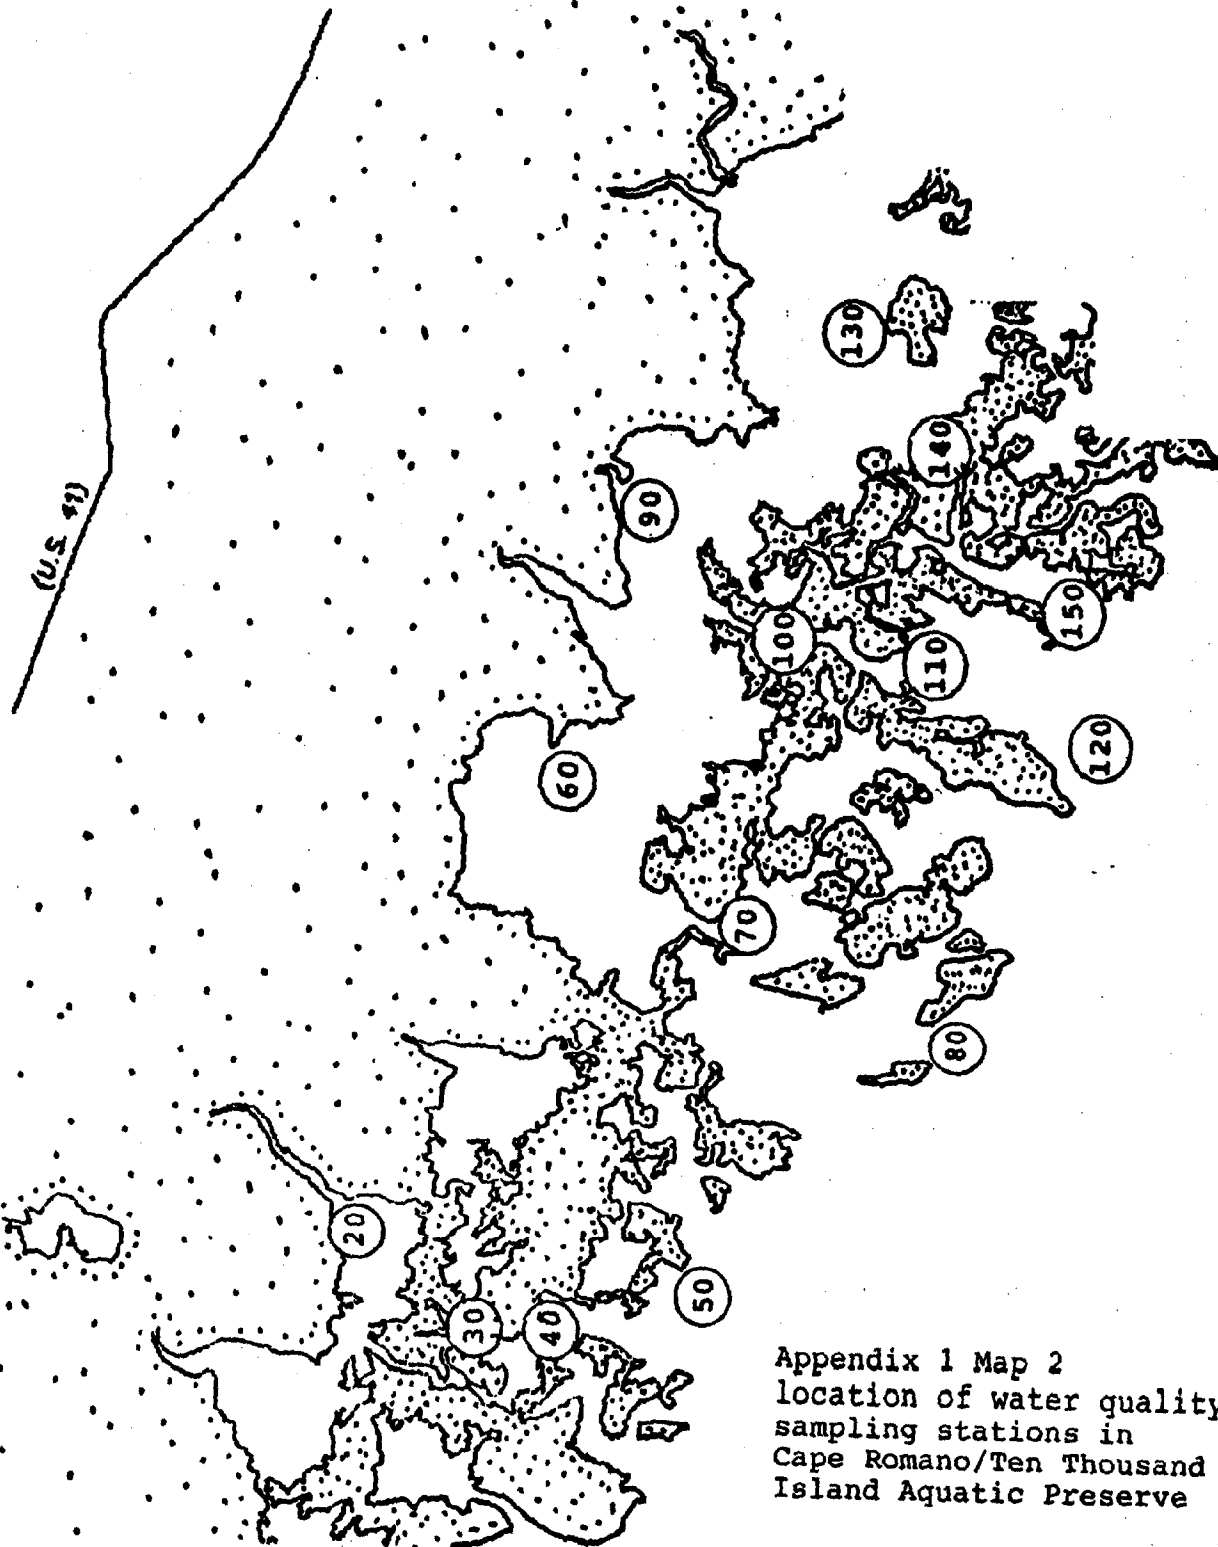 (U.S. 41)
130
140
90
150
100
110
120
60
70
80
20
50
30
40
Appendix 1 Map 2
location of water quality
sampling stations in
Cape Romano/Ten Thousand
Island Aquatic Preserve